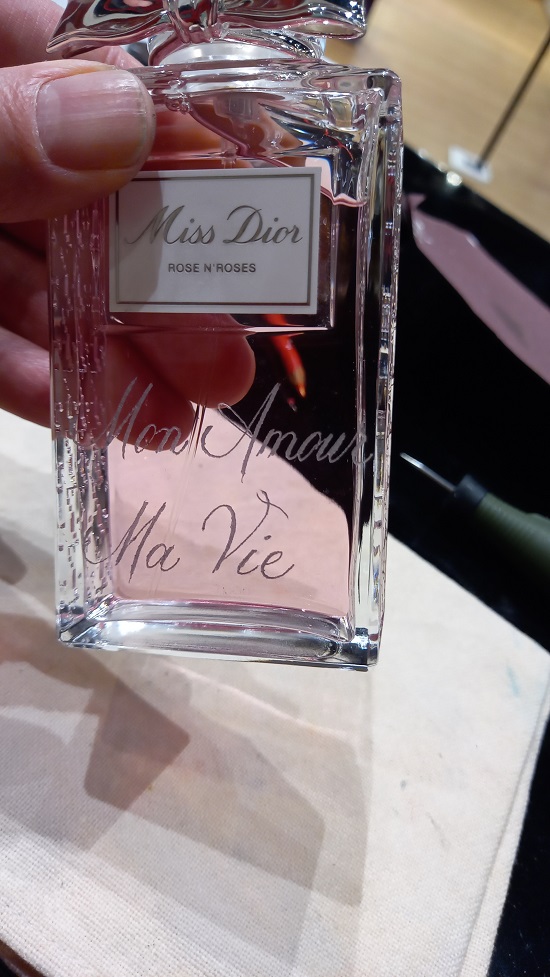 Miss Dior
ROSE N'ROSES
Mon Amour
Ma Vie